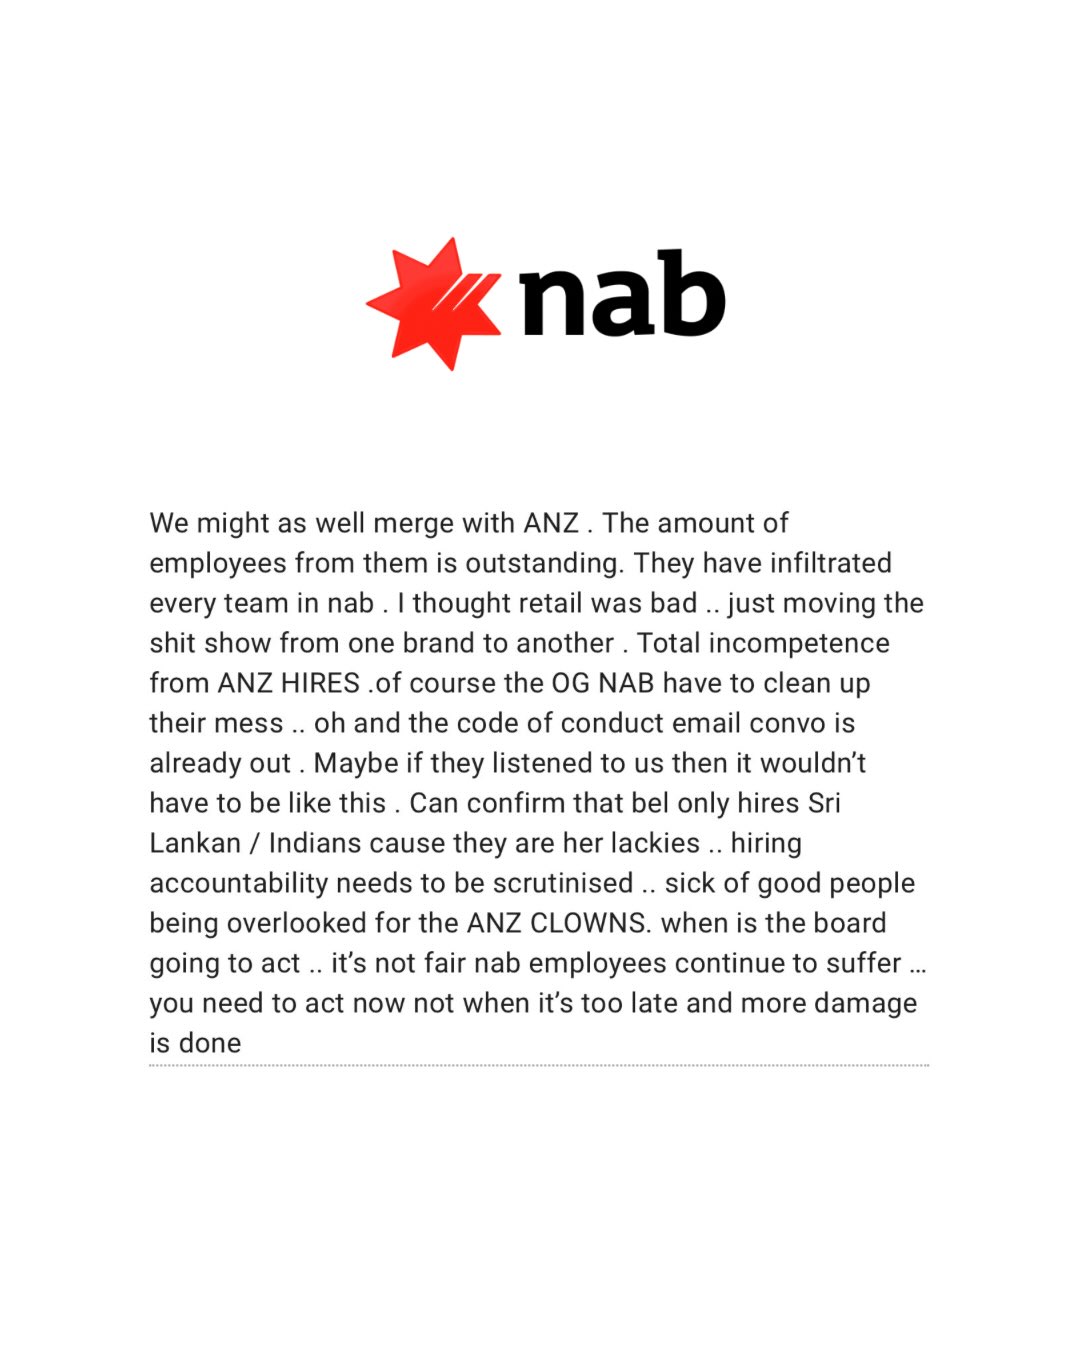 nab
We might as well merge with ANZ . The amount of
employees from them is outstanding. They have infiltrated
every team in nab . I thought retail was bad .. just moving the
shit show from one brand to another . Total incompetence
from ANZ HIRES .of course the OG NAB have to clean up
their mess .. oh and the code of conduct email convo is
already out . Maybe if they listened to us then it wouldn’t
have to be like this . Can confirm that bel only hires Sri
Lankan / Indians cause they are her lackies .. hiring
accountability needs to be scrutinised .. sick of good people
being overlooked for the ANZ CLOWNS. when is the board
going to act .. it’s not fair nab employees continue to suffer …
you need to act now not when it’s too late and more damage
is done